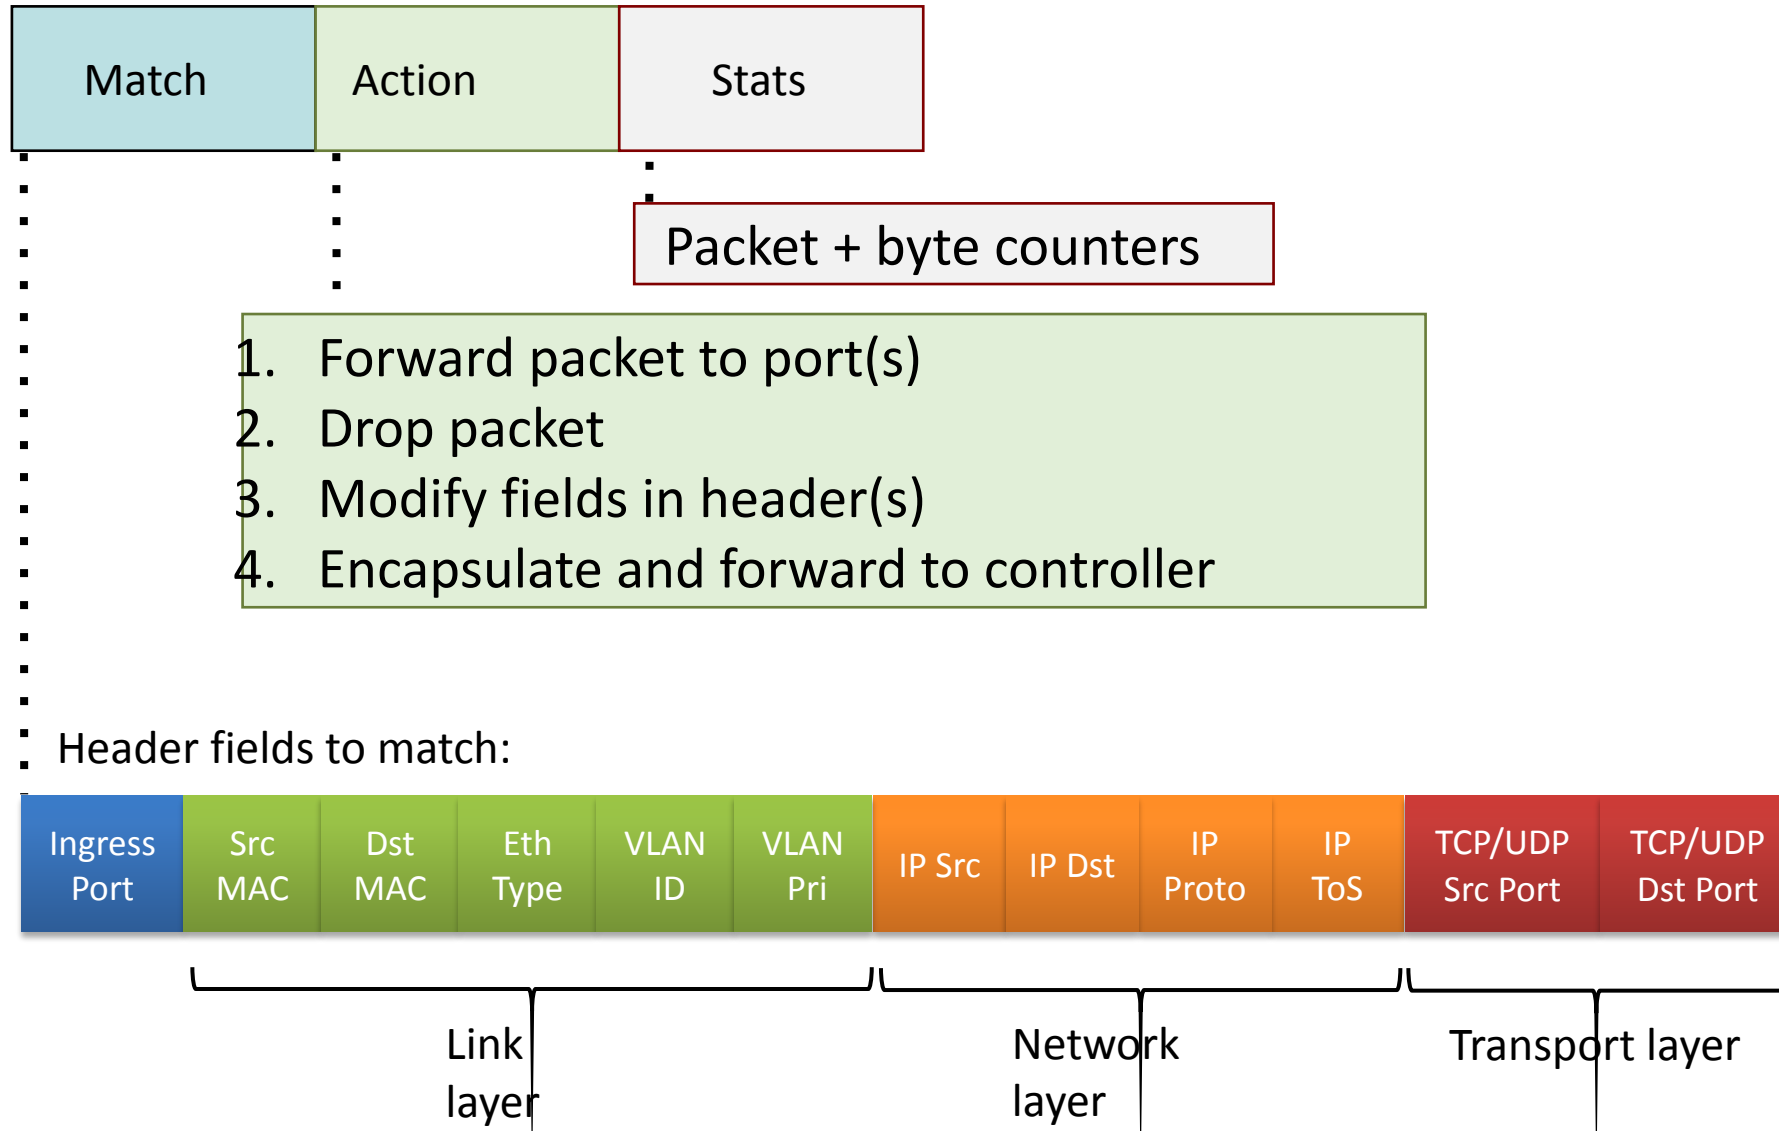 Match
Action
Stats
Packet + byte counters
1. Forward packet to port(s)
2. Drop packet
3. Modify fields in header(s)
4. Encapsulate and forward to controller
Header fields to match:
Ingress
Port
Src
MAC
Dst
MAC
Eth
Type
VLAN
ID
VLAN
Pri
IP Src
IP Dst
IP
Proto
IP
ToS
TCP/UDP
Src Port
TCP/UDP
Dst Port
Link
layer
Network
layer
Transport layer